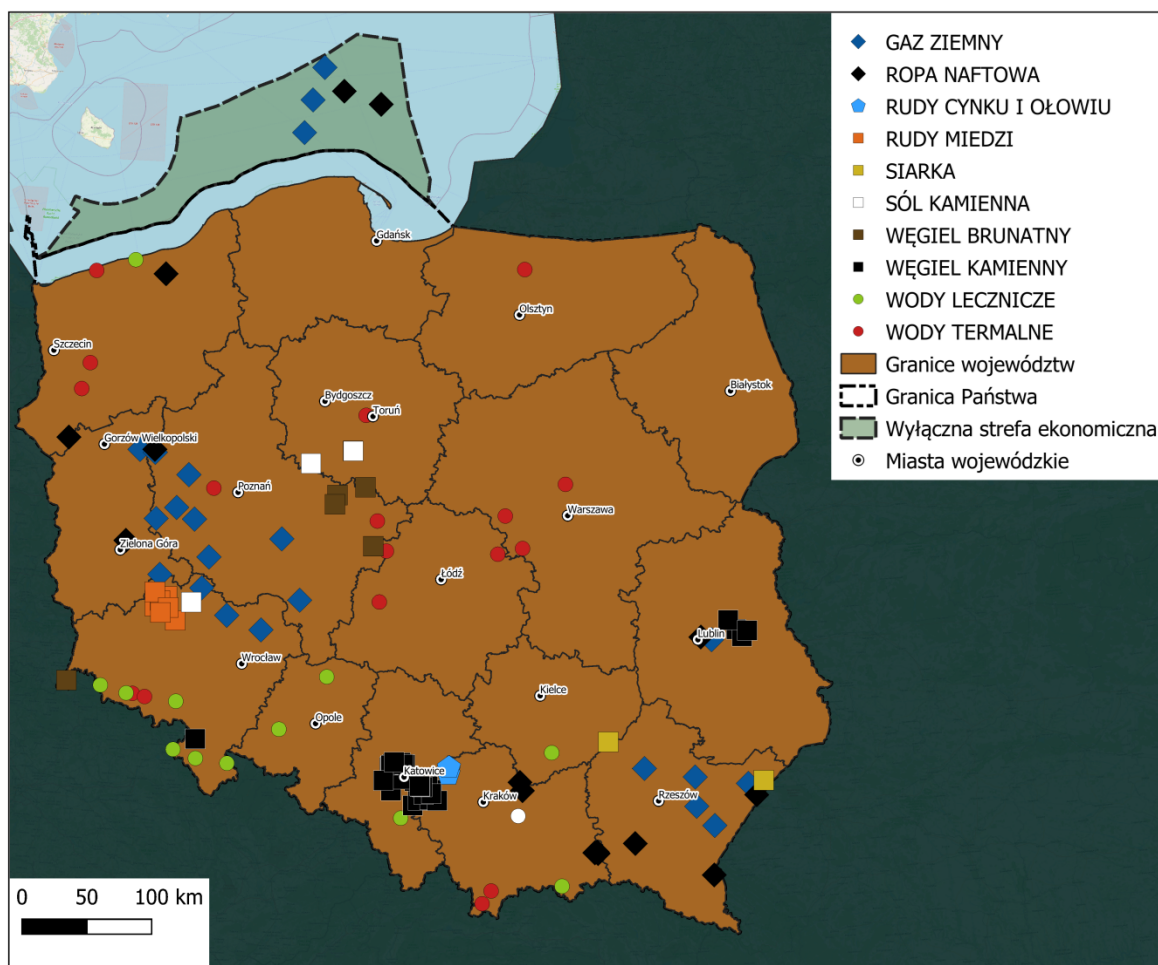 GAZ ZIEMNY
ROPA NAFTOWA
RUDY CYNKU I OŁOWIU
RUDY MIEDZI
SIARKA
SÓL KAMIENNA
WĘGIEL BRUNATNY
WĘGIEL KAMIENNY
WODY LECZNICZE
WODY TERMALNE
Granice województw
Granica Państwa
Wyłączna strefa ekonomiczna
Miasta wojewódzkie
Gdańsk
Olsztyn
Szczecin
Białystok
Bydgoszcz
Toruń
Gorzów Wielkopolski
Poznań
Warszawa
Zielona Góra
Łódź
Lublin
Wrocław
Kielce
Opole
Katowice
Kraków
Rzeszów
0 50 100 km